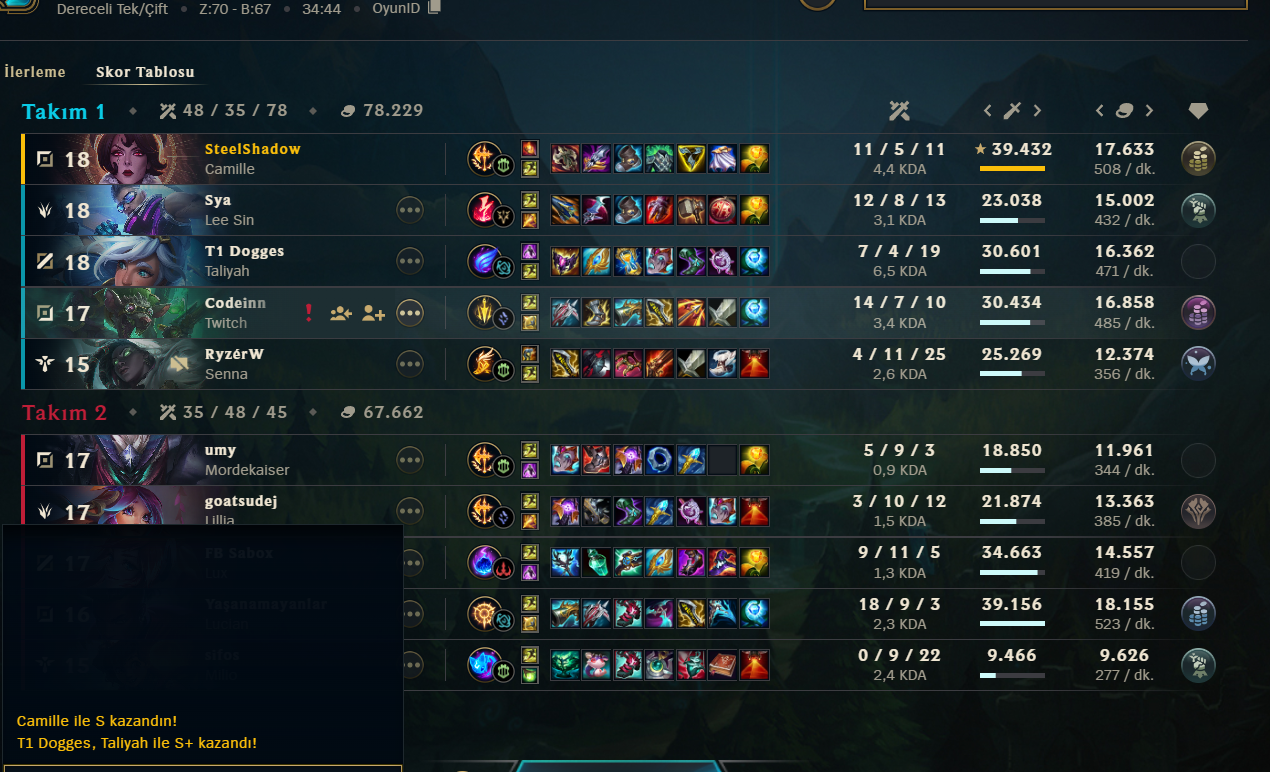 Dereceli Tek/Çift • Z:70 - B:67 • 34:44 • OyunID
İlerleme Skor Tablosu
Takım 1 48 / 35 / 78 78.229
18 SteelShadow 11 / 5 / 11 39.432 17.633
Camille 4,4 KDA 508 / dk.
18 Sya 12 / 8 / 13 23.038 15.002
Lee Sin 3,1 KDA 432 / dk.
18 T1 Dogges 7 / 4 / 19 30.601 16.362
Taliyah 6,5 KDA 471 / dk.
17 Codeinn 14 / 7 / 10 30.434 16.858
Twitch 3,4 KDA 485 / dk.
15 RyzérW 4 / 11 / 25 25.269 12.374
Senna 2,6 KDA 356 / dk.
Takım 2 35 / 48 / 45 67.662
17 umy 5 / 9 / 3 18.850 11.961
Mordekaiser 0,9 KDA 344 / dk.
17 goatsudej 3 / 10 / 12 21.874 13.363
Lillia 1,5 KDA 385 / dk.
17 FB Sabox 9 / 11 / 5 34.663 14.557
1,3 KDA 419 / dk.
16 Yaşanamayanlar 18 / 9 / 3 39.156 18.155
2,3 KDA 523 / dk.
15 0 / 9 / 22 9.466 9.626
2,4 KDA 277 / dk.
Camille ile S kazandın!
T1 Dogges, Taliyah ile S+ kazandı!